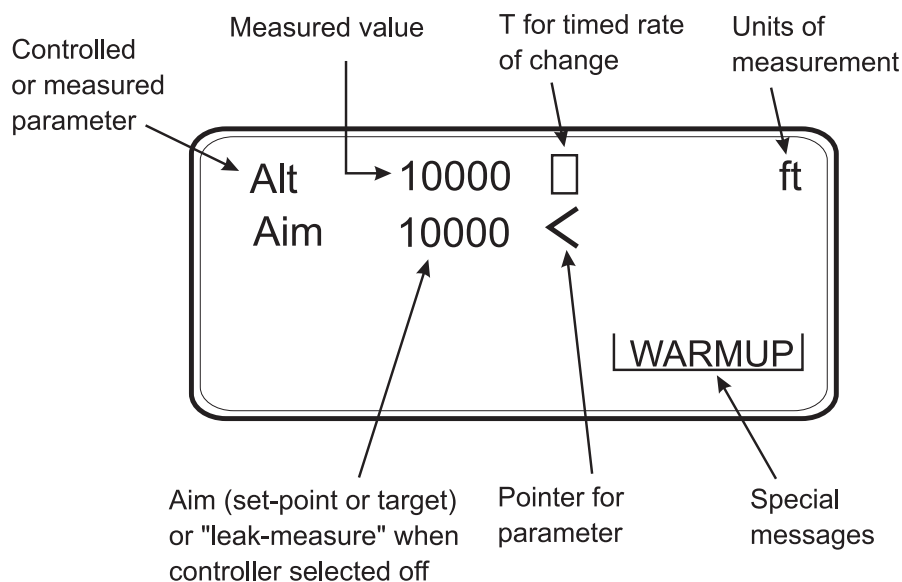 Controlled
or measured
parameter
Measured value
T for timed rate
of change
Units of
measurement
Alt 10000 ft
Aim 10000 <
WARMUP
Aim (set-point or target)
or "leak-measure" when
controller selected off
Pointer for
parameter
Special
messages